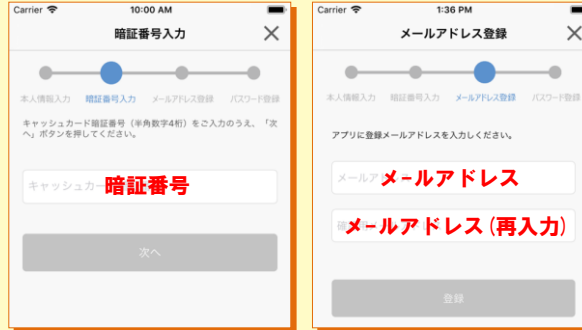 Carrier 10:00 AM
暗証番号入力
本人情報入力 暗証番号入力 メールアドレス登録 パスワード登録
キャッシュカード暗証番号（半角数字4桁）をご入力のうえ、「次
へ」ボタンを押してください。
キャッシュカー
暗証番号
次へ
Carrier 1:36 PM
メールアドレス登録
本人情報入力 暗証番号入力 メールアドレス登録 パスワード登録
アプリに登録メールアドレスを入力しください。
メールア
メールアドレス
メールアドレス(再入力)
登録